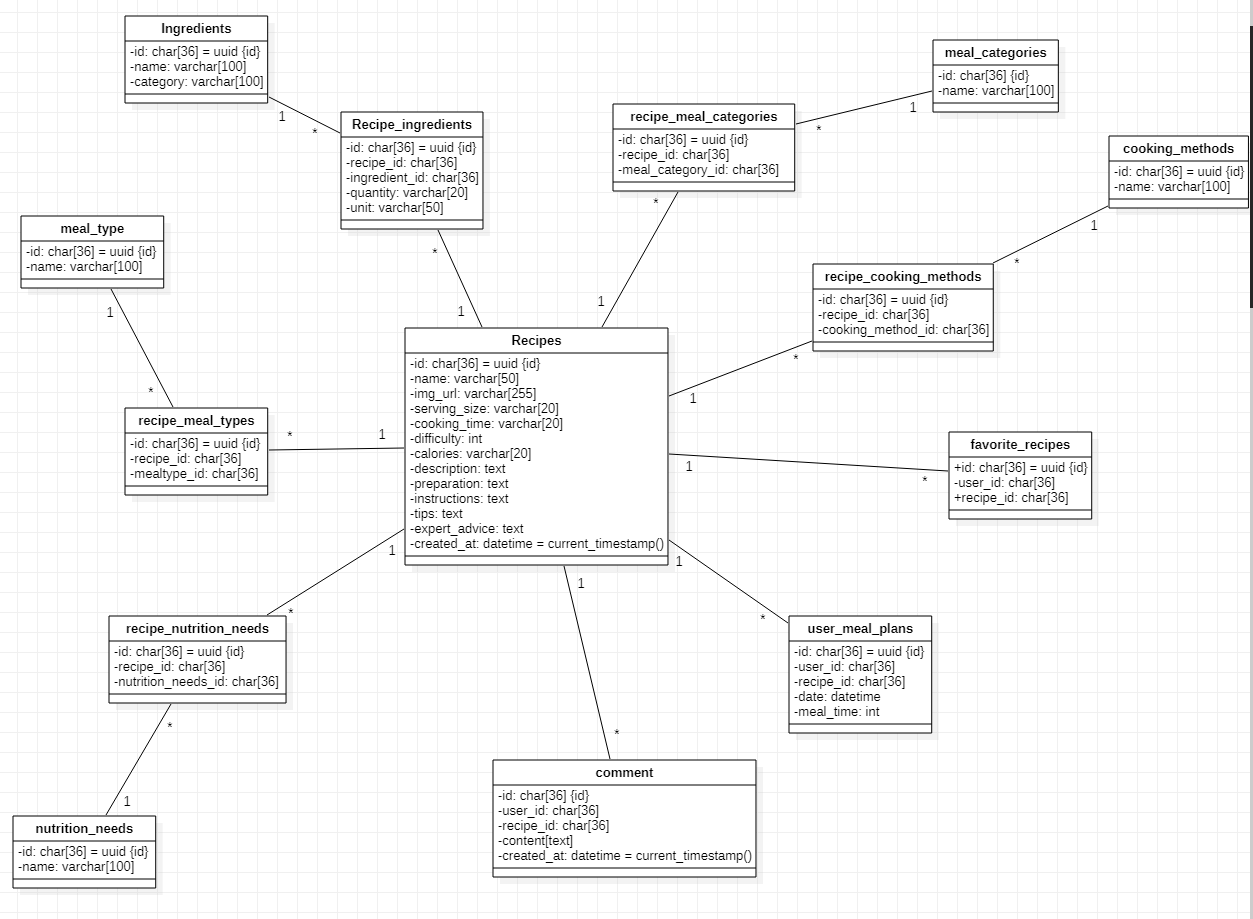 Ingredients
-id: char[36] = uuid {id}
-name: varchar[100]
-category: varchar[100]
1
*
Recipe_ingredients
-id: char[36] = uuid {id}
-recipe_id: char[36]
-ingredient_id: char[36]
-quantity: varchar[20]
-unit: varchar[50]
*
1
recipe_meal_categories
-id: char[36] = uuid {id}
-recipe_id: char[36]
-meal_category_id: char[36]
*
1
*
1
meal_categories
-id: char[36] {id}
-name: varchar[100]
cooking_methods
-id: char[36] = uuid {id}
-name: varchar[100]
1
*
recipe_cooking_methods
-id: char[36] = uuid {id}
-recipe_id: char[36]
-cooking_method_id: char[36]
*
1
meal_type
-id: char[36] = uuid {id}
-name: varchar[100]
1
*
recipe_meal_types
-id: char[36] = uuid {id}
-recipe_id: char[36]
-mealtype_id: char[36]
*
1
Recipes
-id: char[36] = uuid {id}
-name: varchar[50]
-img_url: varchar[255]
-serving_size: varchar[20]
-cooking_time: varchar[20]
-difficulty: int
-calories: varchar[20]
-description: text
-preparation: text
-instructions: text
-tips: text
-expert_advice: text
-created_at: datetime = current_timestamp()
1
*
favorite_recipes
+id: char[36] = uuid {id}
-user_id: char[36]
+recipe_id: char[36]
1
*
recipe_nutrition_needs
-id: char[36] = uuid {id}
-recipe_id: char[36]
-nutrition_needs_id: char[36]
*
1
nutrition_needs
-id: char[36] = uuid {id}
-name: varchar[100]
1
*
user_meal_plans
-id: char[36] = uuid {id}
-user_id: char[36]
-recipe_id: char[36]
-date: datetime
-meal_time: int
1
*
comment
-id: char[36] {id}
-user_id: char[36]
-recipe_id: char[36]
-content[text]
-created_at: datetime = current_timestamp()